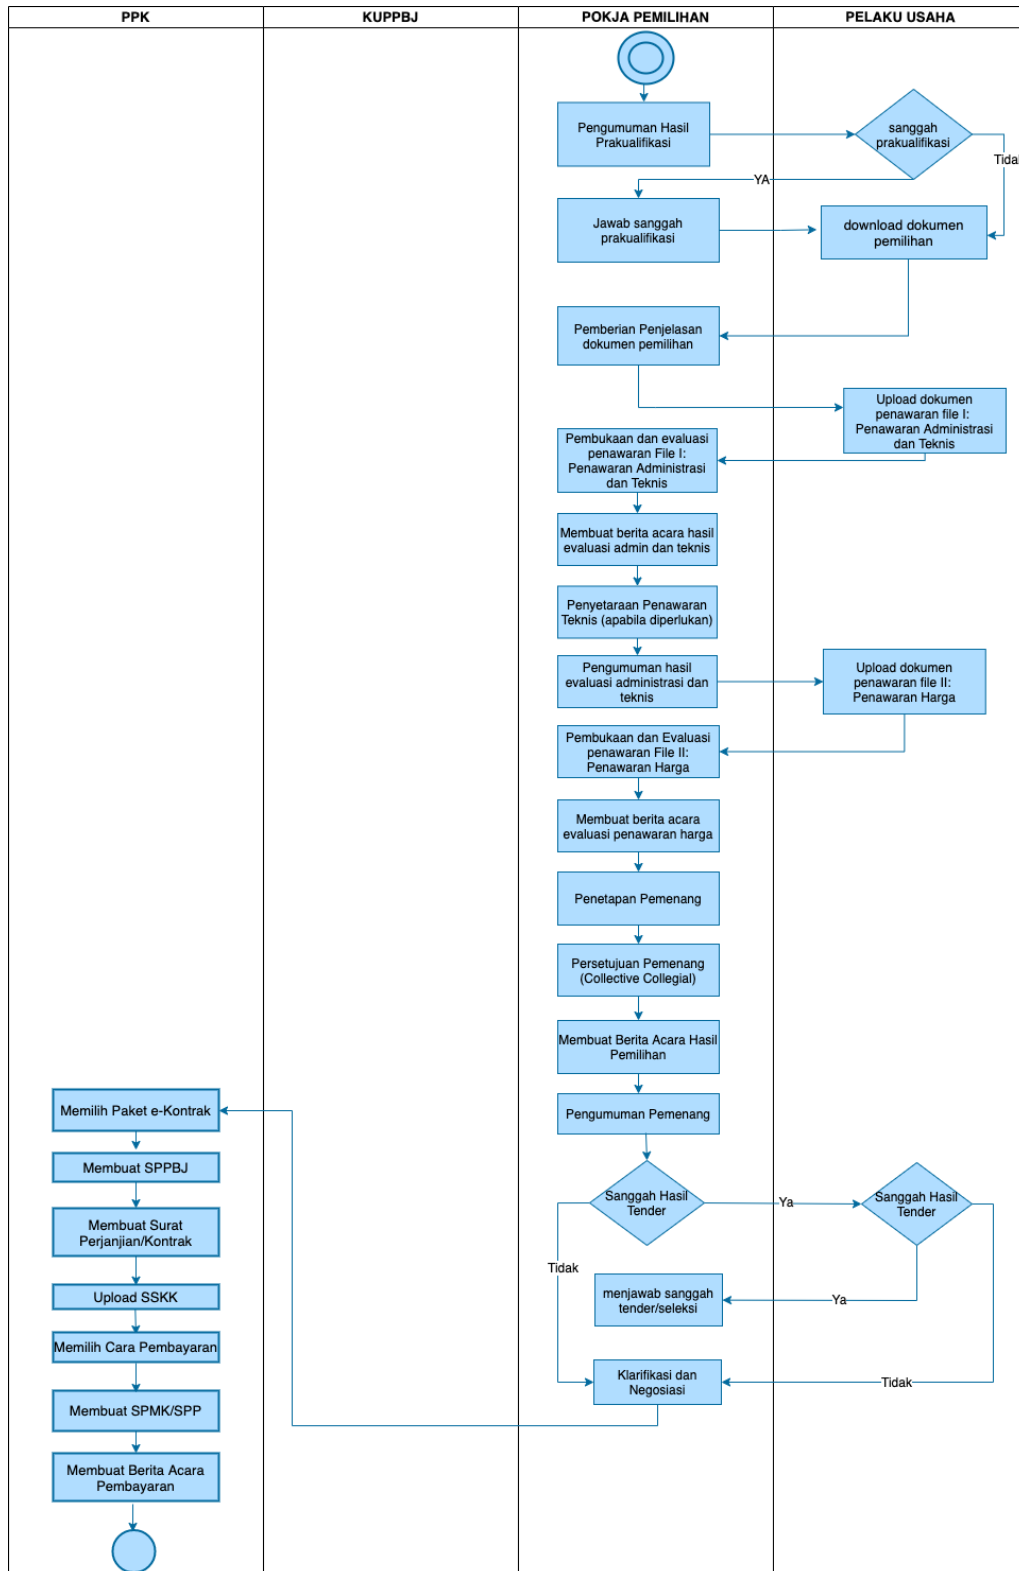 PPK
KUPPBJ
POKJA PEMILIHAN
PELAKU USAHA
Pengumuman Hasil
Prakualifikasi
sanggah
prakualifikasi
Tidak
YA
Jawab sanggah
prakualifikasi
download dokumen
pemilihan
Pemberian Penjelasan
dokumen pemilihan
Upload dokumen
penawaran file I:
Penawaran Administrasi
dan Teknis
Pembukaan dan evaluasi
penawaran File I:
Penawaran Administrasi
dan Teknis
Membuat berita acara hasil
evaluasi admin dan teknis
Penyetaraan Penawaran
Teknis (apabila diperlukan)
Pengumuman hasil
evaluasi administrasi dan
teknis
Upload dokumen
penawaran file II:
Penawaran Harga
Pembukaan dan Evaluasi
penawaran File II:
Penawaran Harga
Membuat berita acara
evaluasi penawaran harga
Penetapan Pemenang
Persetujuan Pemenang
(Collective Collegial)
Membuat Berita Acara Hasil
Pemilihan
Pengumuman Pemenang
Sanggah Hasil
Tender
Ya
Sanggah Hasil
Tender
Tidak
menjawab sanggah
tender/seleksi
Ya
Klarifikasi dan
Negosiasi
Tidak
Memilih Paket e-Kontrak
Membuat SPPBJ
Membuat Surat
Perjanjian/Kontrak
Upload SSKK
Memilih Cara Pembayaran
Membuat SPMK/SPP
Membuat Berita Acara
Pembayaran